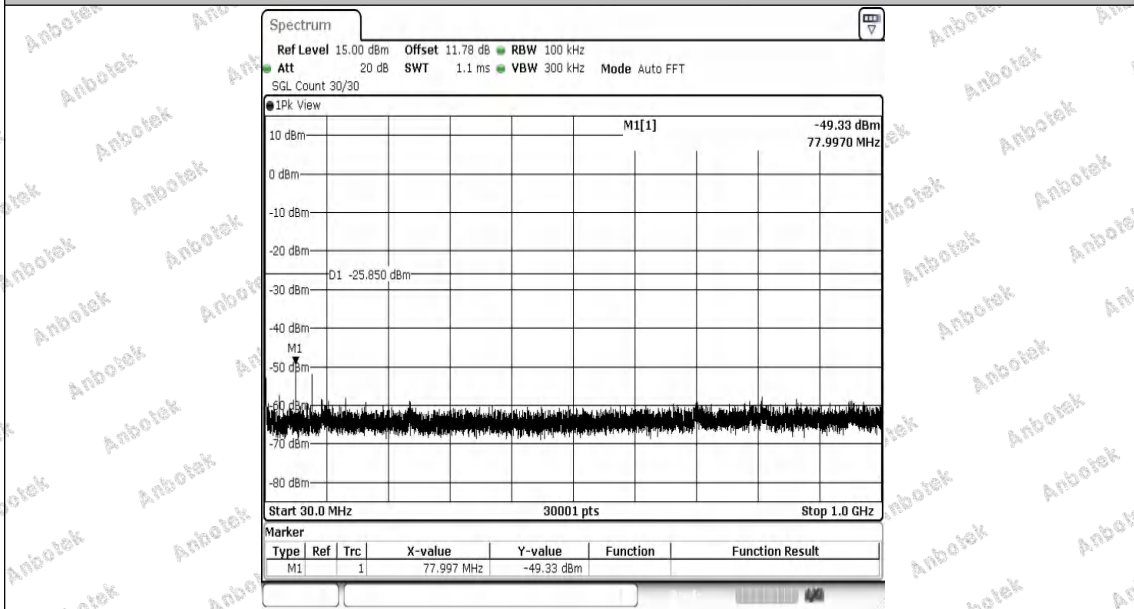 Spectrum
Ref Level 15.00 dBm Offset 11.78 dB RBW 100 kHz
Att 20 dB SWT 1.1 ms VBW 300 kHz Mode Auto FFT
SGL Count 30/30
1Pk View
M1[1] -49.33 dBm
77.9970 MHz
10 dBm
0 dBm
-10 dBm
-20 dBm
D1 -25.850 dBm
-30 dBm
-40 dBm
M1
-50 dBm
-60 dBm
-70 dBm
-80 dBm
Start 30.0 MHz 30001 pts Stop 1.0 GHz
Marker
Type Ref Trc X-value Y-value Function Function Result
M1 1 77.997 MHz -49.33 dBm
Anbotek